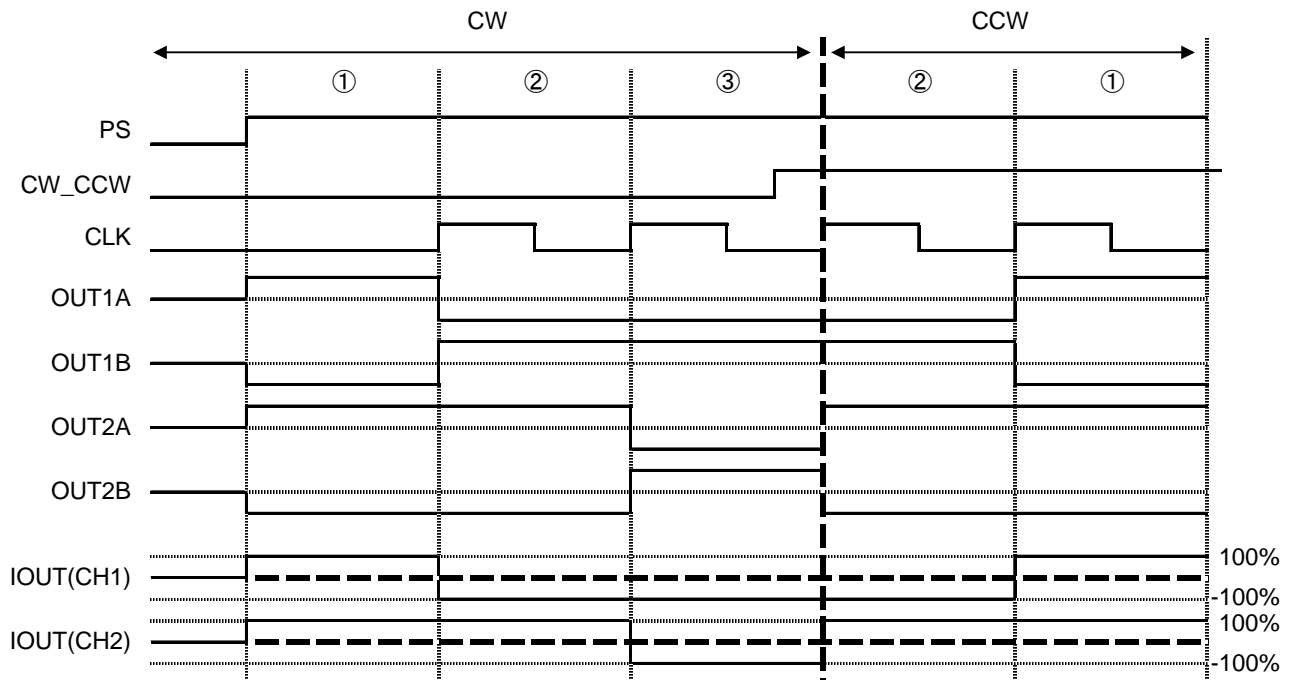 CW CCW
① ② ③ ② ①
PS
CW_CCW
CLK
OUT1A
OUT1B
OUT2A
OUT2B
IOUT(CH1) 100%
-100%
IOUT(CH2) 100%
-100%